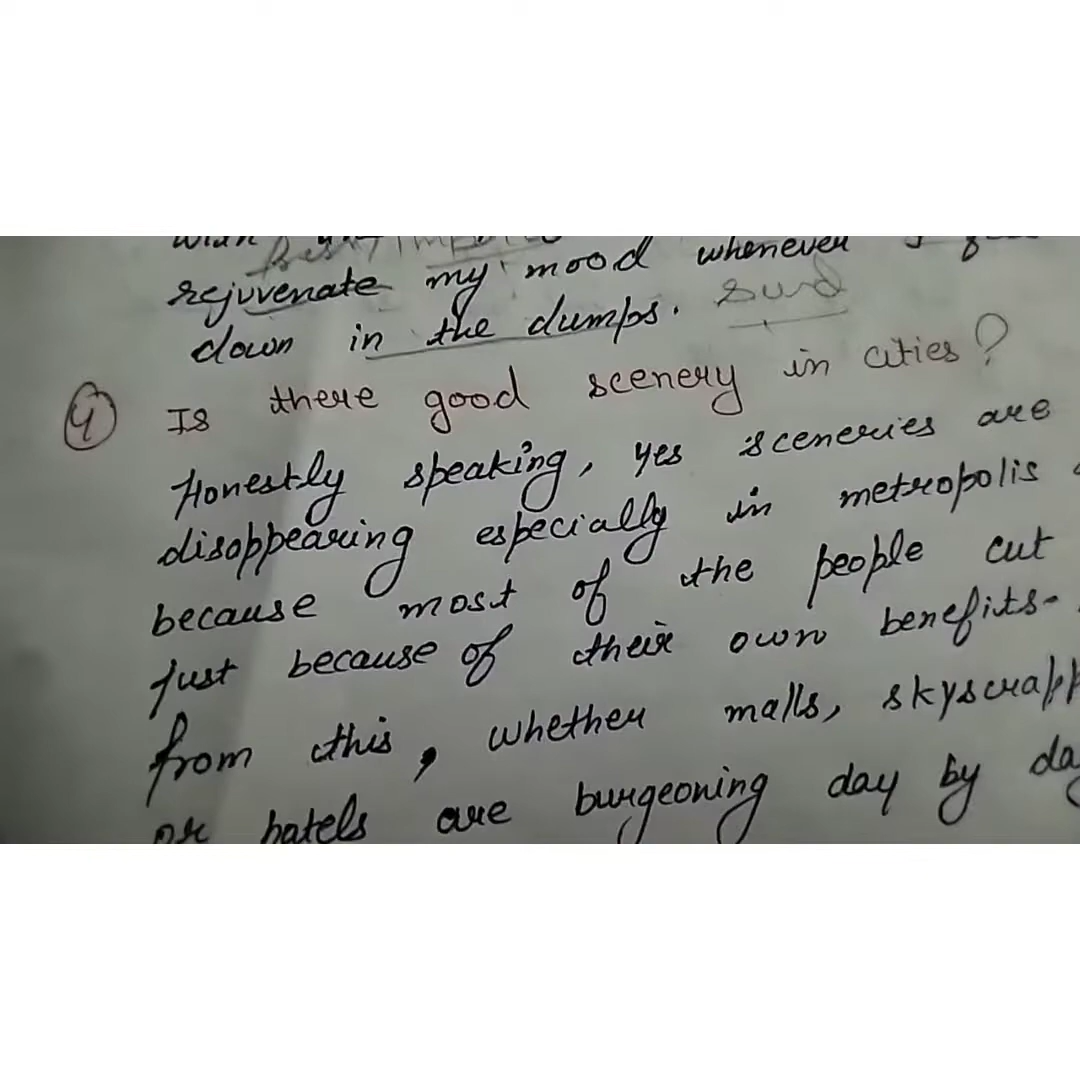 rejuvenate my mood whenever I
down in the dumps. sad
4 Is there good scenery in cities?
Honestly speaking, yes sceneries are
disappearing especially in metropolis
because most of the people cut
just because of their own benefits.
from this, whether malls, skyscrapp
or hotels are burgeoning day by da